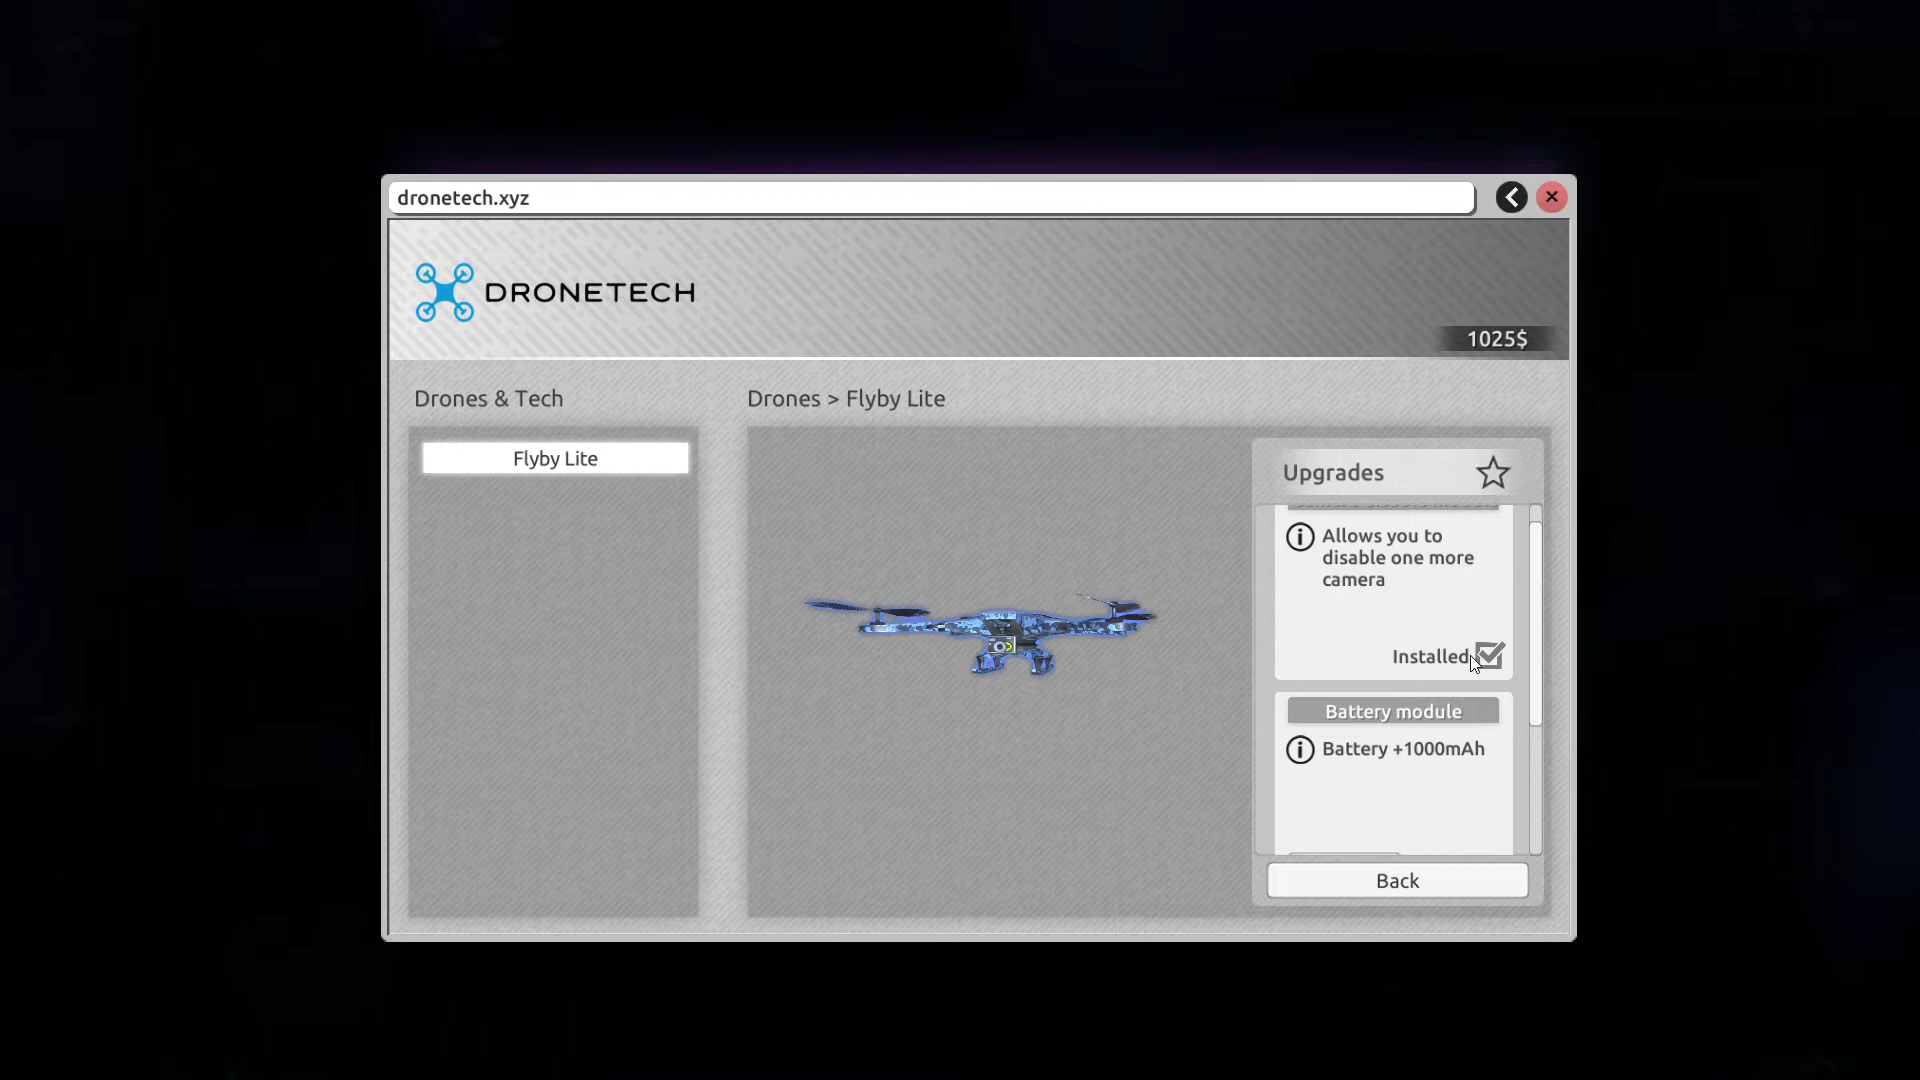 dronetech.xyz
DRONETECH
1025$
Drones & Tech
Drones > Flyby Lite
Flyby Lite
Upgrades
Allows you to
disable one more
camera
Installed
Battery module
Battery +1000mAh
Back